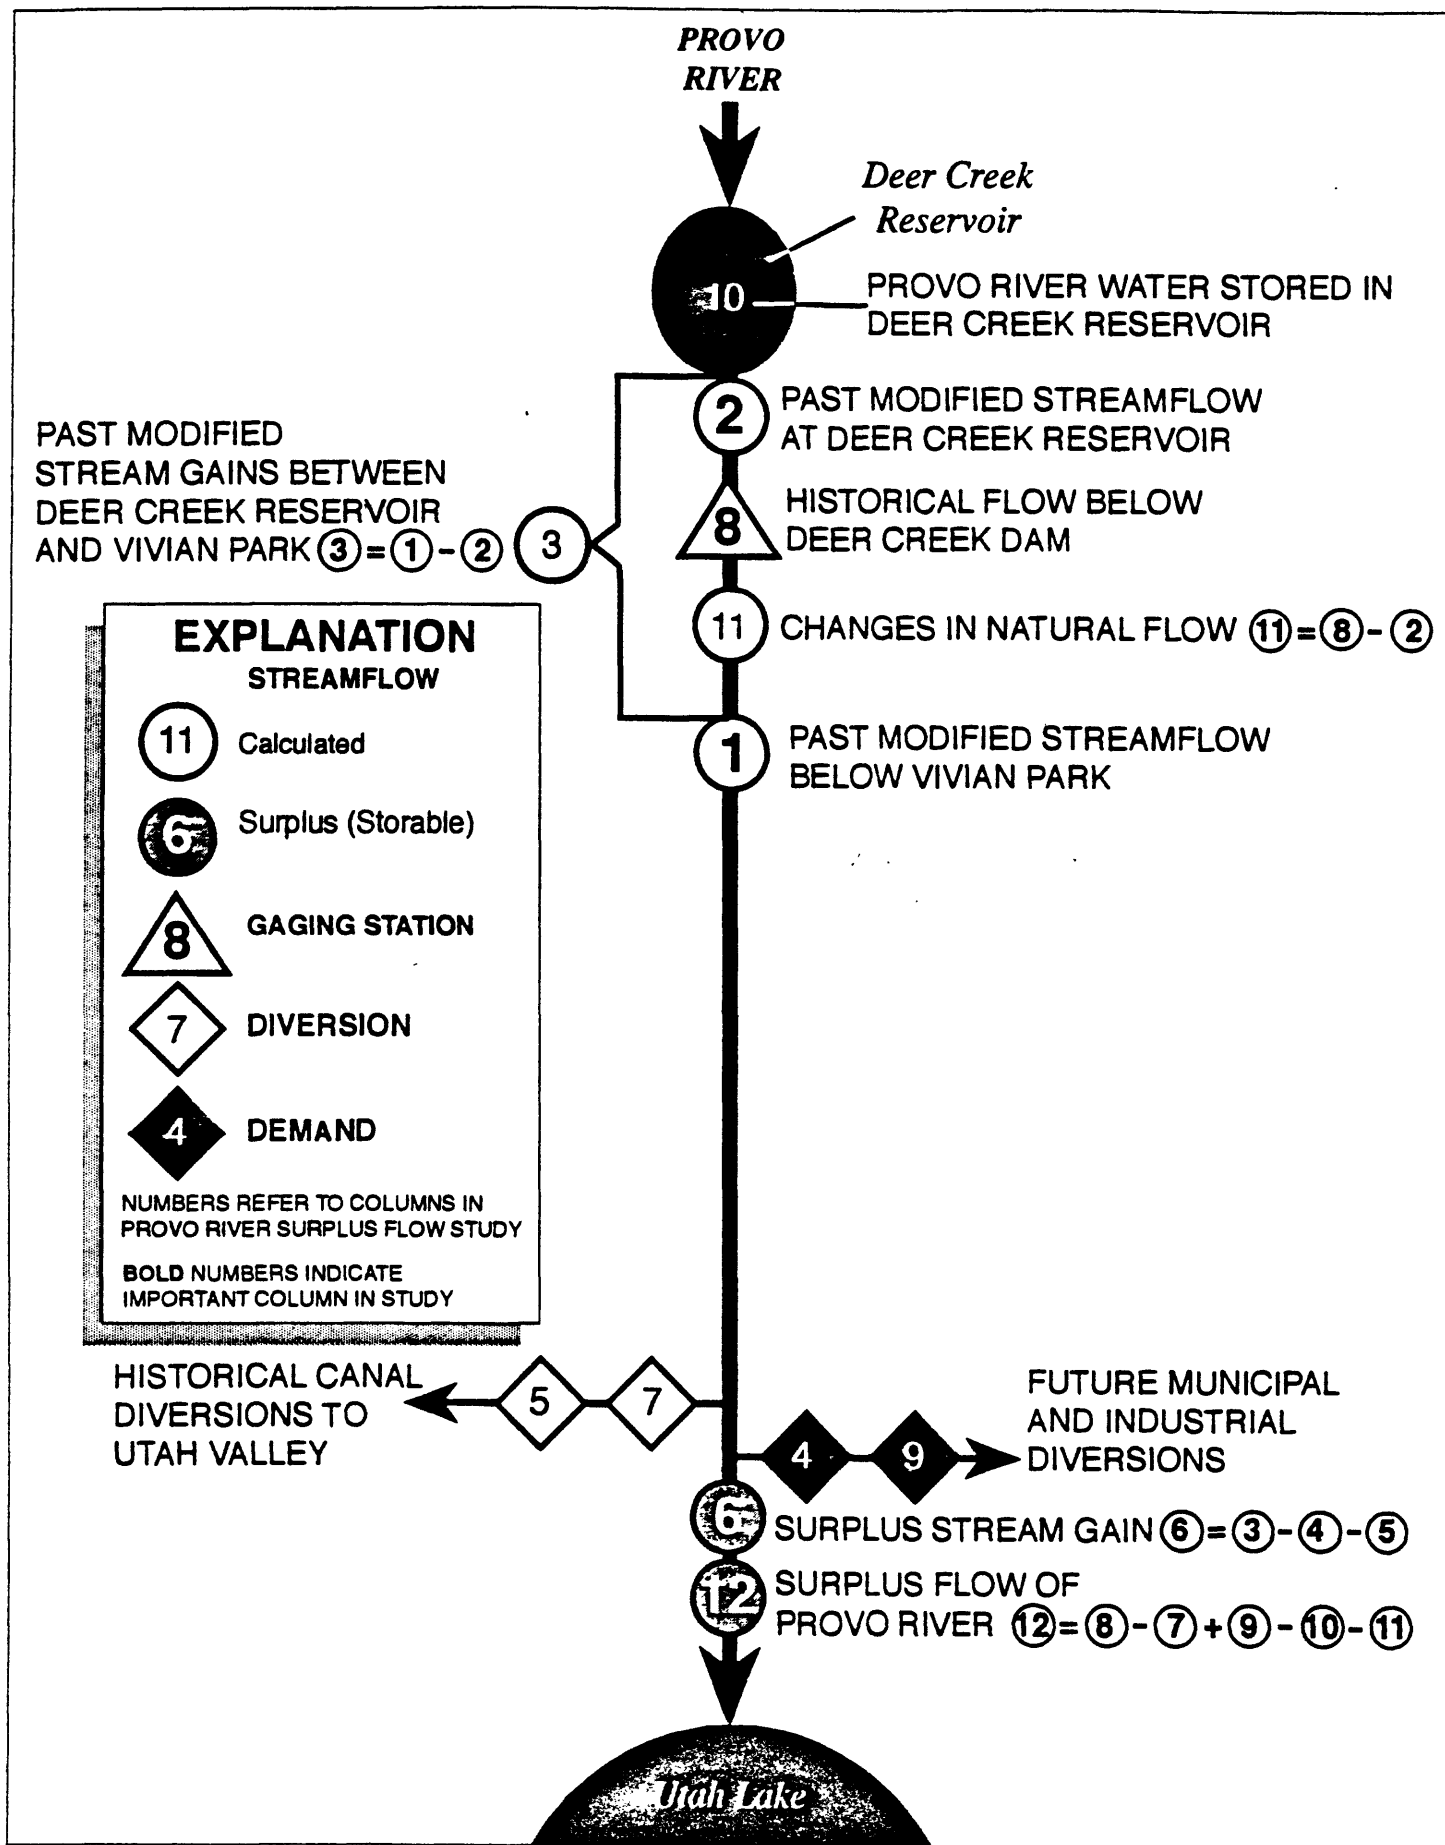 PROVO
RIVER
Deer Creek
Reservoir
10
PROVO RIVER WATER STORED IN
DEER CREEK RESERVOIR
2
PAST MODIFIED STREAMFLOW
AT DEER CREEK RESERVOIR
PAST MODIFIED
STREAM GAINS BETWEEN
DEER CREEK RESERVOIR
AND VIVIAN PARK 3=1-2
3
8
HISTORICAL FLOW BELOW
DEER CREEK DAM
11
CHANGES IN NATURAL FLOW 11=8-2
1
PAST MODIFIED STREAMFLOW
BELOW VIVIAN PARK
EXPLANATION
STREAMFLOW
11 Calculated
6 Surplus (Storable)
8 GAGING STATION
7 DIVERSION
4 DEMAND
NUMBERS REFER TO COLUMNS IN
PROVO RIVER SURPLUS FLOW STUDY
BOLD NUMBERS INDICATE
IMPORTANT COLUMN IN STUDY
HISTORICAL CANAL
DIVERSIONS TO
UTAH VALLEY
5 7
4 9
FUTURE MUNICIPAL
AND INDUSTRIAL
DIVERSIONS
6
SURPLUS STREAM GAIN 6=3-4-5
12
SURPLUS FLOW OF
PROVO RIVER 12=8-7+9-10-11
Utah Lake